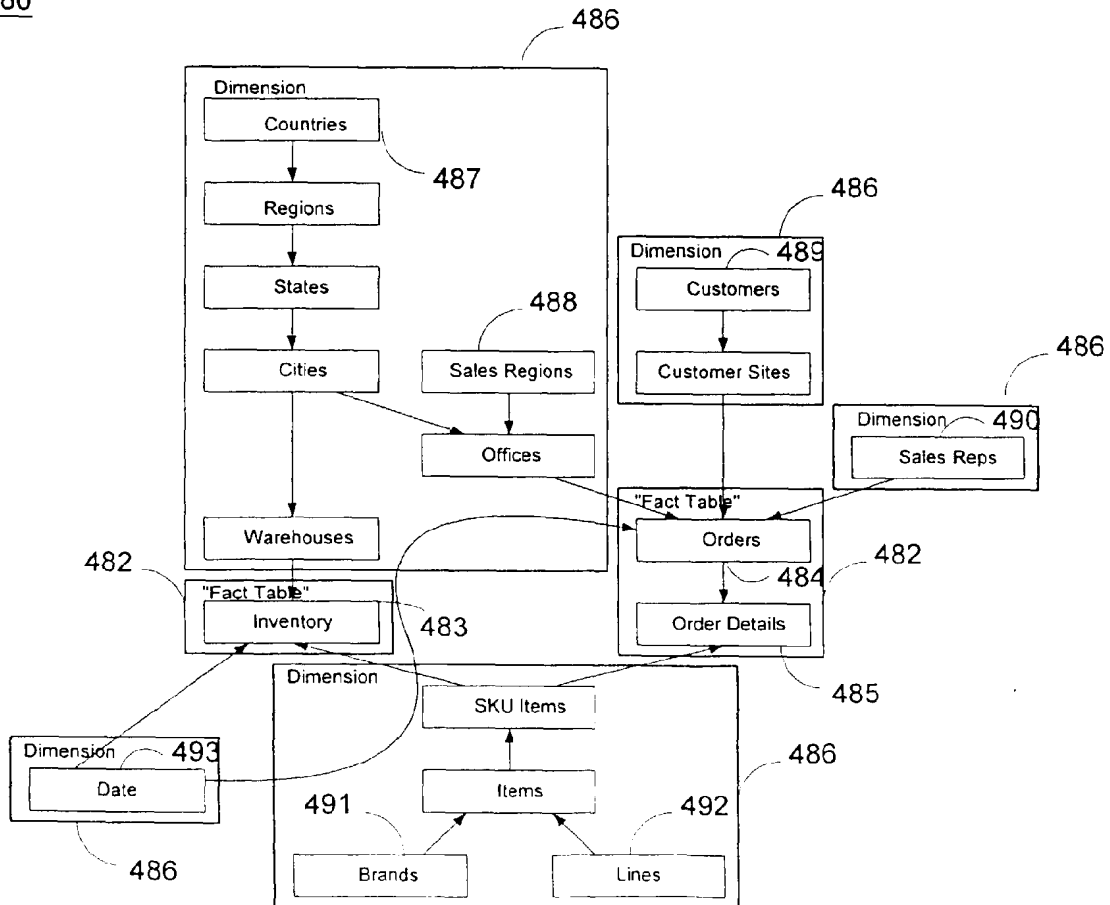 486
Dimension
Countries
487
Regions
486
Dimension
489
States
Customers
488
Cities
Sales Regions
Customer Sites
486
Dimension
490
Offices
Sales Reps
"Fact Table"
Warehouses
Orders
482
484
482
"Fact Table"
483
Inventory
Order Details
485
Dimension
SKU Items
Dimension
493
486
Date
Items
491
492
486
Brands
Lines